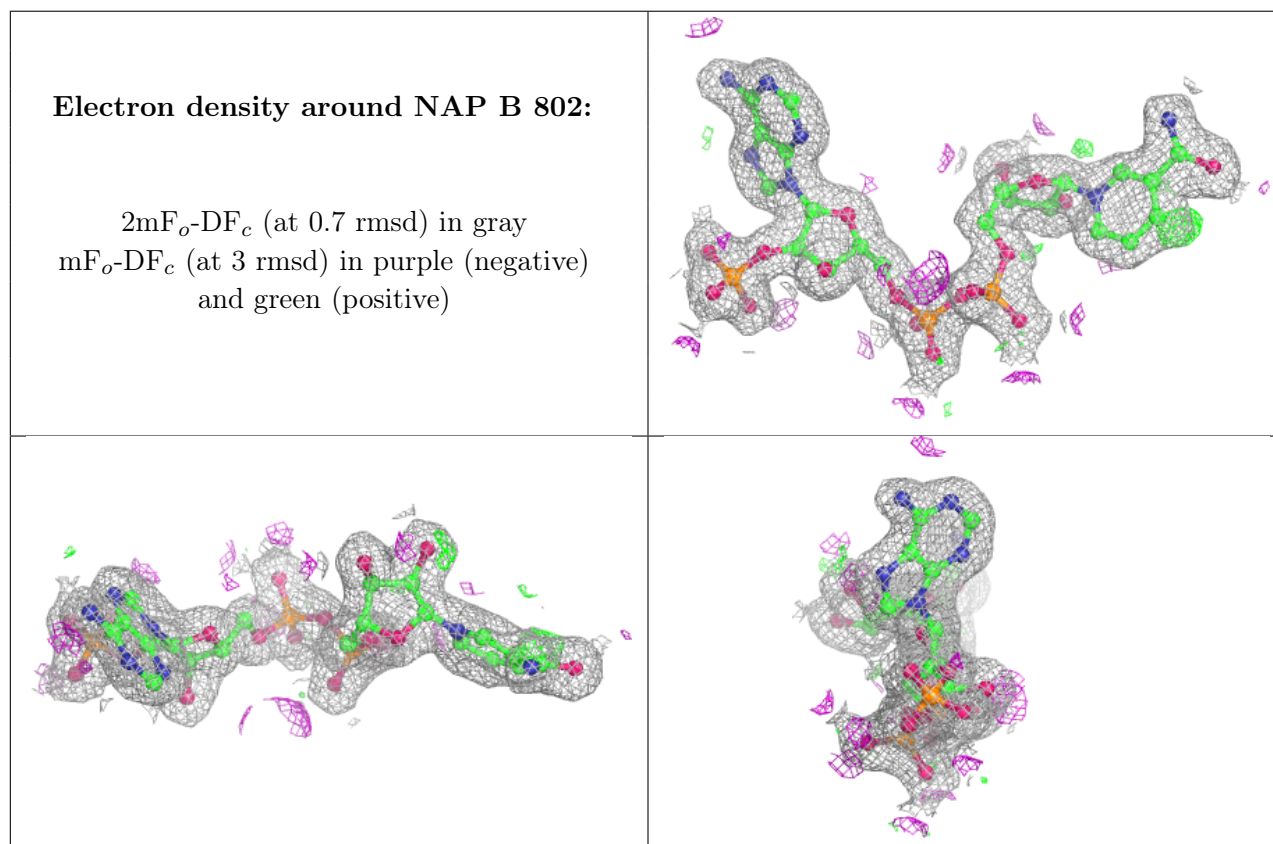 Electron density around NAP B 802:
2mFo-DFc (at 0.7 rmsd) in gray
mFo-DFc (at 3 rmsd) in purple (negative)
and green (positive)